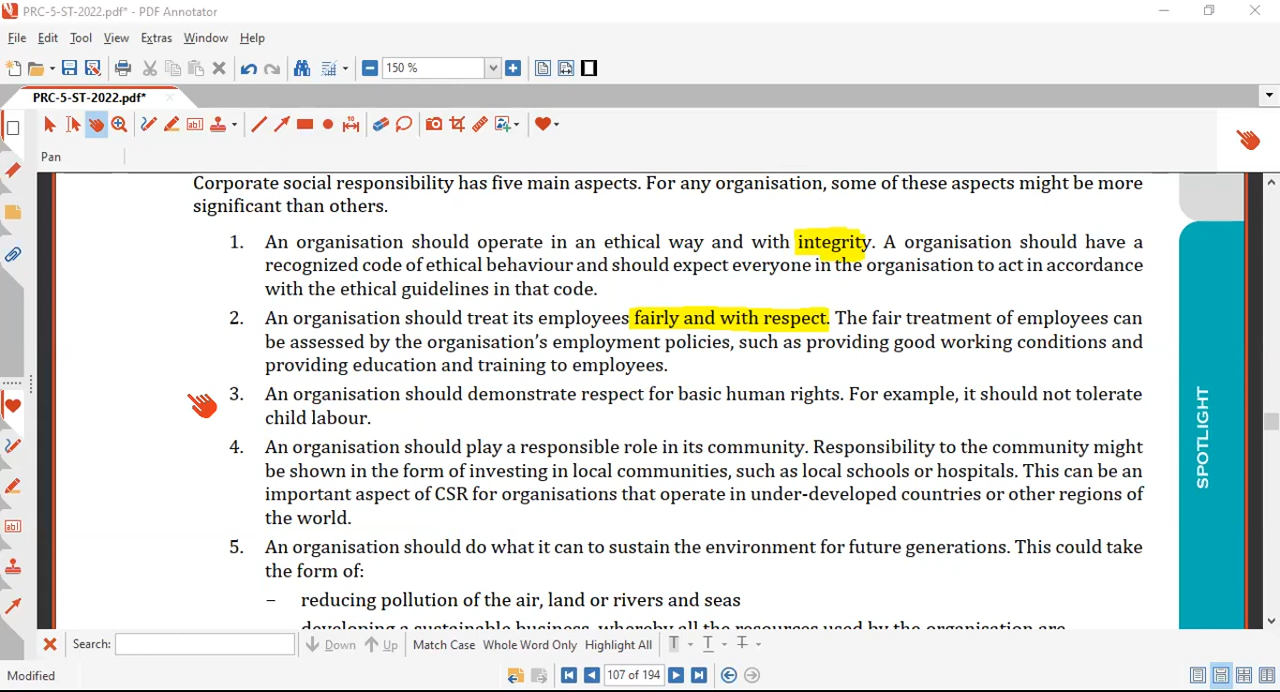 PRC-5-ST-2022.pdf* - PDF Annotator
File Edit Tool View Extras Window Help
150 %
PRC-5-ST-2022.pdf*
Pan
Corporate social responsibility has five main aspects. For any organisation, some of these aspects might be more
significant than others.
1. An organisation should operate in an ethical way and with integrity. A organisation should have a
recognized code of ethical behaviour and should expect everyone in the organisation to act in accordance
with the ethical guidelines in that code.
2. An organisation should treat its employees fairly and with respect. The fair treatment of employees can
be assessed by the organisation's employment policies, such as providing good working conditions and
providing education and training to employees.
3. An organisation should demonstrate respect for basic human rights. For example, it should not tolerate
child labour.
4. An organisation should play a responsible role in its community. Responsibility to the community might
be shown in the form of investing in local communities, such as local schools or hospitals. This can be an
important aspect of CSR for organisations that operate in under-developed countries or other regions of
the world.
5. An organisation should do what it can to sustain the environment for future generations. This could take
the form of:
– reducing pollution of the air, land or rivers and seas
developing a sustainable business, whereby all the resources used by the organisation are
SPOTLIGHT
Search: Down Up Match Case Whole Word Only Highlight All
Modified
107 of 194